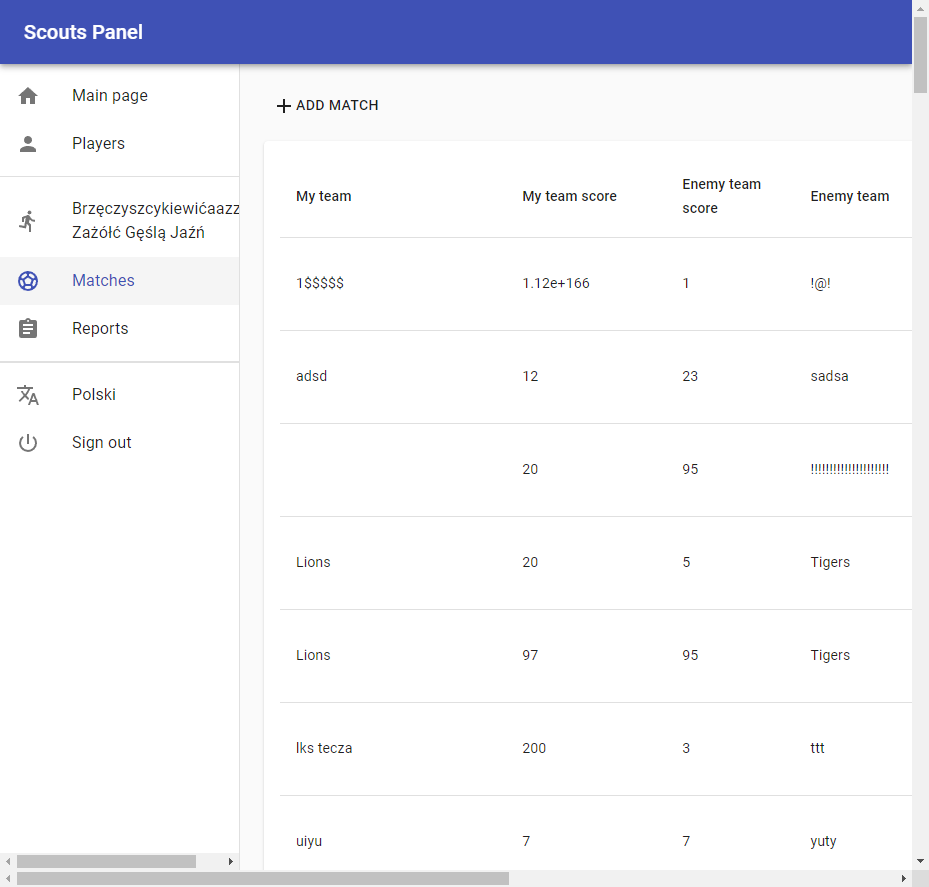 Scouts Panel
Main page
Players
Brzęczyszcykiewićaazz
Zażółć Gęślą Jaźń
Matches
Reports
Polski
Sign out
ADD MATCH
My team My team score Enemy team score Enemy team
1$$$$$ 1.12e+166 1 !@!
adsd 12 23 sadsa
20 95 !!!!!!!!!!!!!!!!!!!!!
Lions 20 5 Tigers
Lions 97 95 Tigers
lks tecza 200 3 ttt
uiyu 7 7 yuty